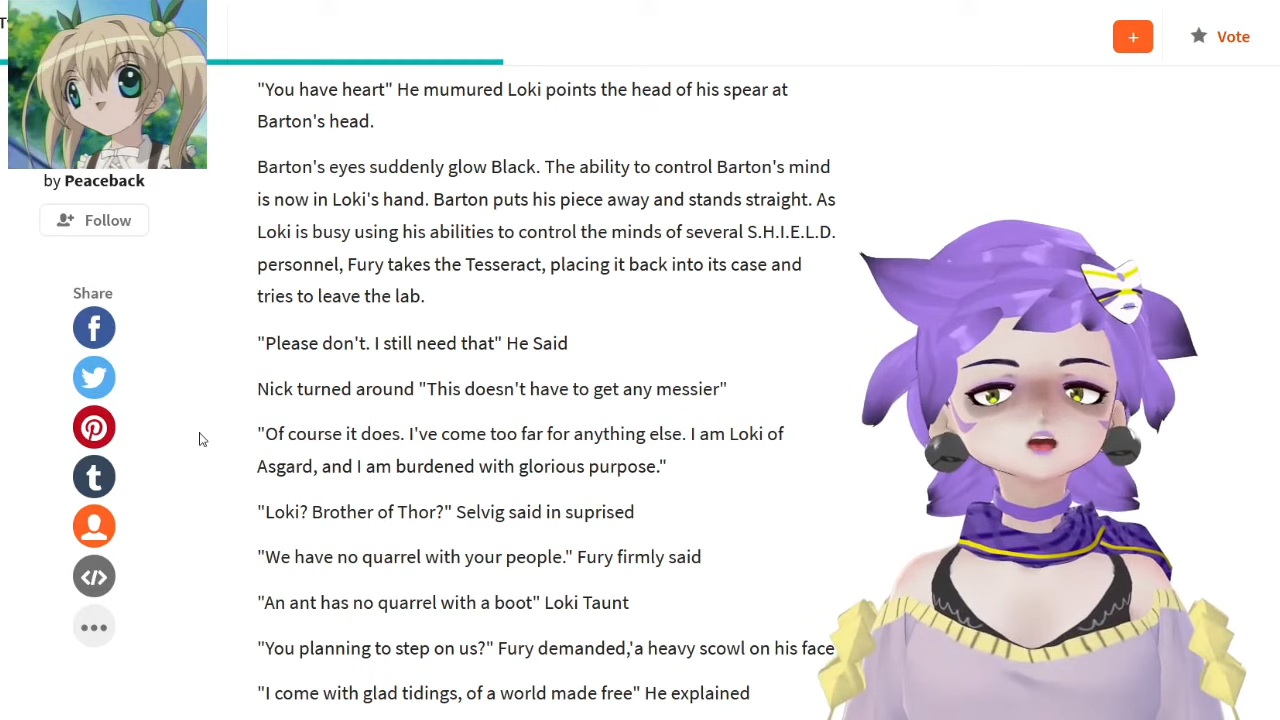 T
+
Vote
by Peaceback
Follow
Share
"You have heart" He mumured Loki points the head of his spear at
Barton's head.
Barton's eyes suddenly glow Black. The ability to control Barton's mind
is now in Loki's hand. Barton puts his piece away and stands straight. As
Loki is busy using his abilities to control the minds of several S.H.I.E.L.D.
personnel, Fury takes the Tesseract, placing it back into its case and
tries to leave the lab.
"Please don't. I still need that" He Said
Nick turned around "This doesn't have to get any messier"
"Of course it does. I've come too far for anything else. I am Loki of
Asgard, and I am burdened with glorious purpose."
"Loki? Brother of Thor?" Selvig said in suprised
"We have no quarrel with your people." Fury firmly said
"An ant has no quarrel with a boot" Loki Taunt
"You planning to step on us?" Fury demanded,'a heavy scowl on his face
"I come with glad tidings, of a world made free" He explained